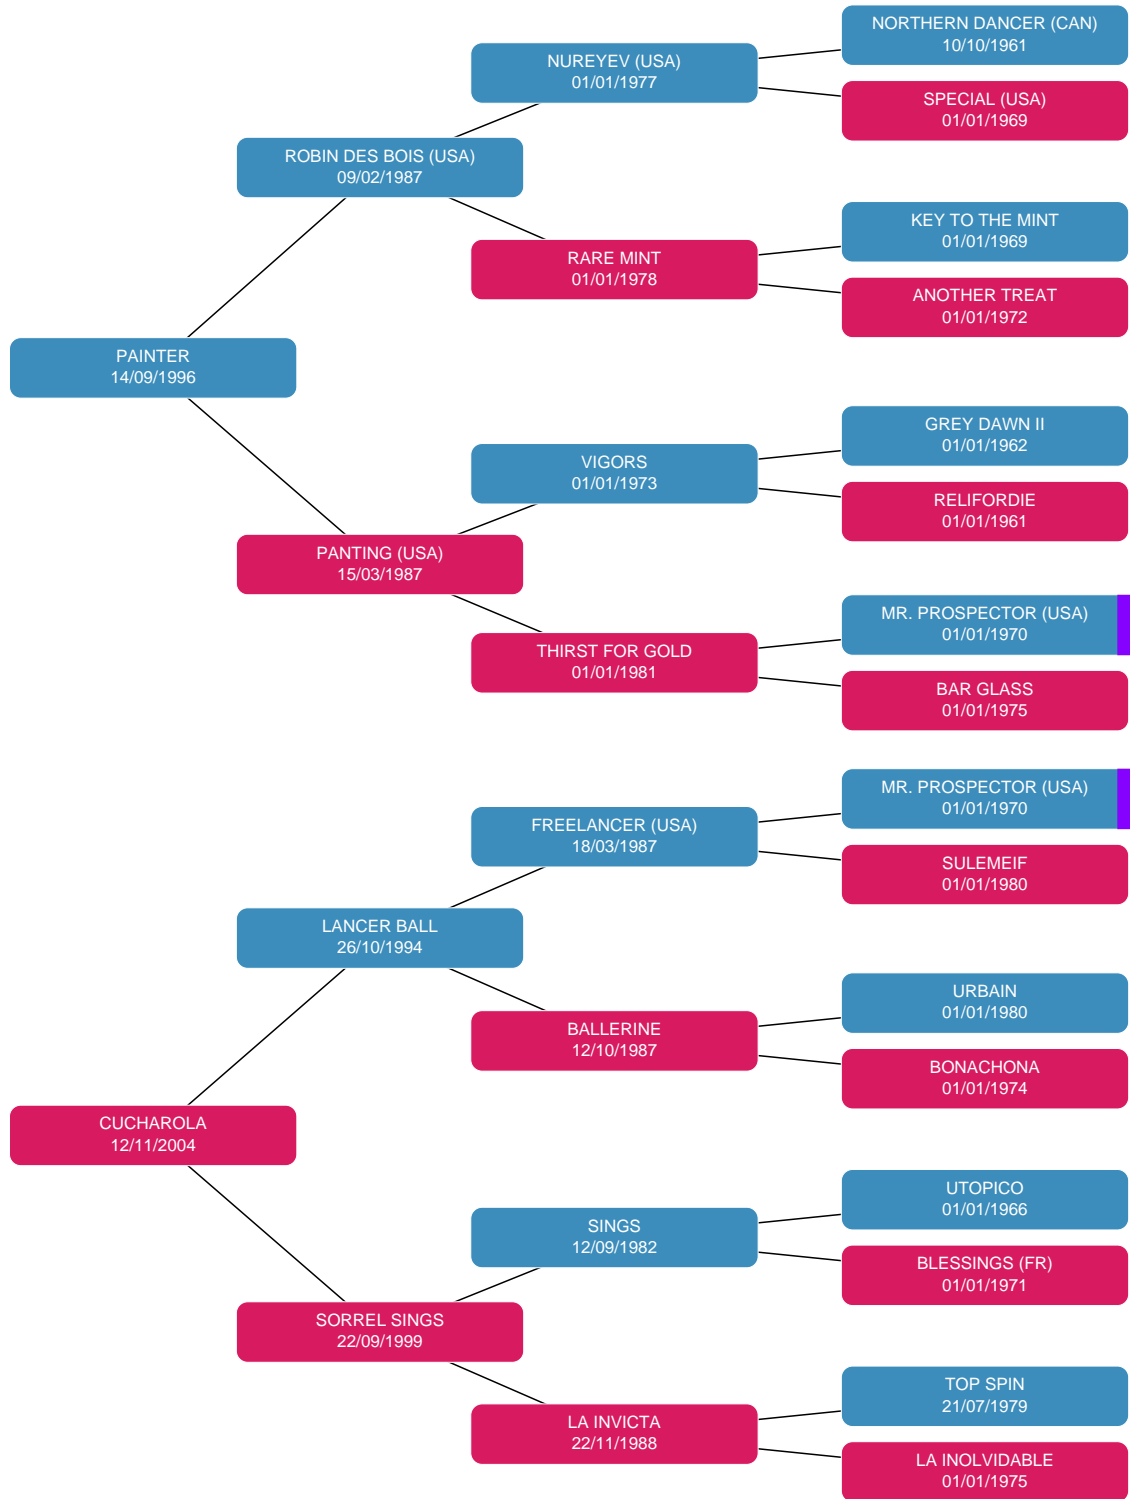 NORTHERN DANCER (CAN)
10/10/1961
NUREYEV (USA)
01/01/1977
SPECIAL (USA)
01/01/1969
ROBIN DES BOIS (USA)
09/02/1987
KEY TO THE MINT
01/01/1969
RARE MINT
01/01/1978
ANOTHER TREAT
01/01/1972
PAINTER
14/09/1996
GREY DAWN II
01/01/1962
VIGORS
01/01/1973
RELIFORDIE
01/01/1961
PANTING (USA)
15/03/1987
MR. PROSPECTOR (USA)
01/01/1970
THIRST FOR GOLD
01/01/1981
BAR GLASS
01/01/1975
MR. PROSPECTOR (USA)
01/01/1970
FREELANCER (USA)
18/03/1987
SULEMEIF
01/01/1980
LANCER BALL
26/10/1994
URBAIN
01/01/1980
BALLERINE
12/10/1987
BONACHONA
01/01/1974
CUCHAROLA
12/11/2004
UTOPICO
01/01/1966
SINGS
12/09/1982
BLESSINGS (FR)
01/01/1971
SORREL SINGS
22/09/1999
TOP SPIN
21/07/1979
LA INVICTA
22/11/1988
LA INOLVIDABLE
01/01/1975